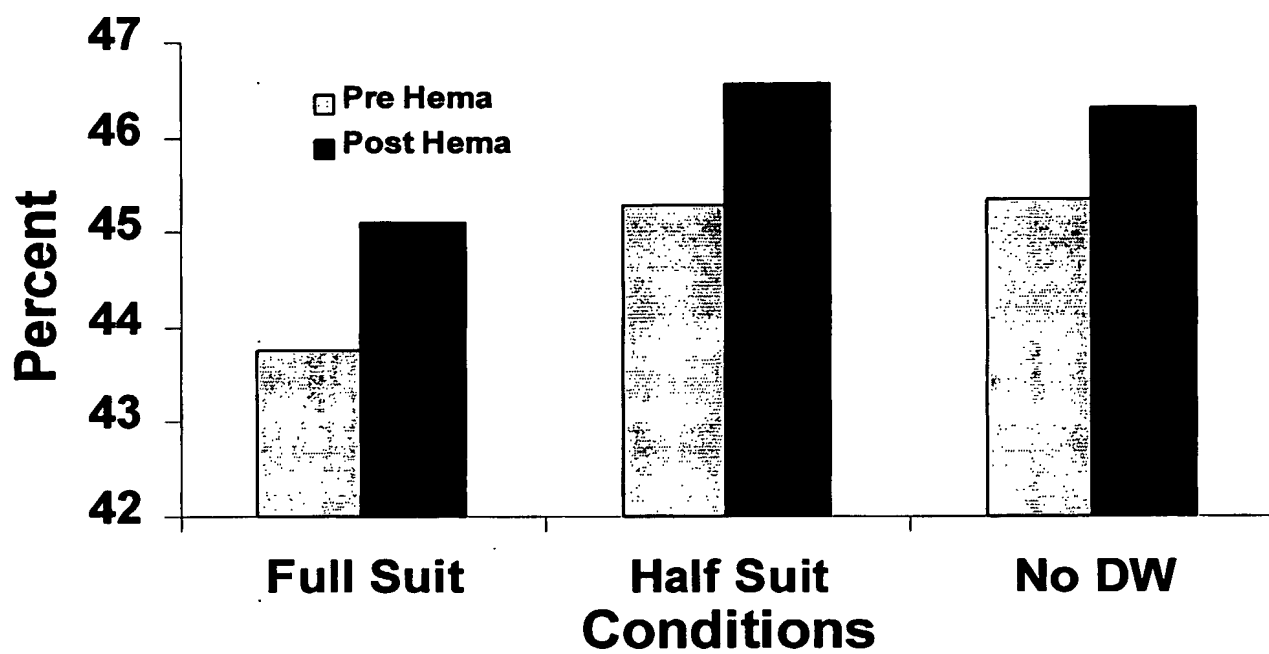 47
46
45
44
43
42
Percent
Pre Hema
Post Hema
Full Suit
Half Suit
No DW
Conditions